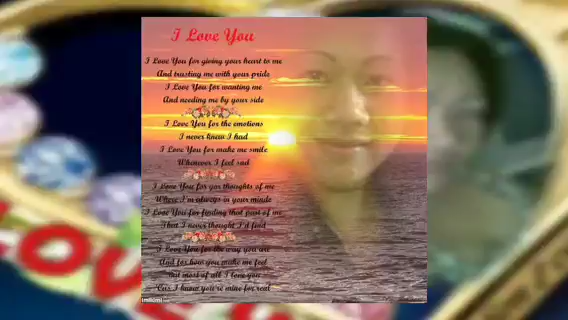 I Love You
I Love You for giving your heart to me
And trusting me with your pride
I Love You for wanting me
And needing me by your side
I Love You for the emotions
I never knew I had
I Love You for make me smile
Whenever I feel sad
I Love You for yor thoughts of me
Where I'm always in your minde
I Love You for finding that part of me
That I never thought I'd find
I Love You for the way you are
And for how you make me feel
But most of all I love you
'Cus I know you're mine for real
LOVE